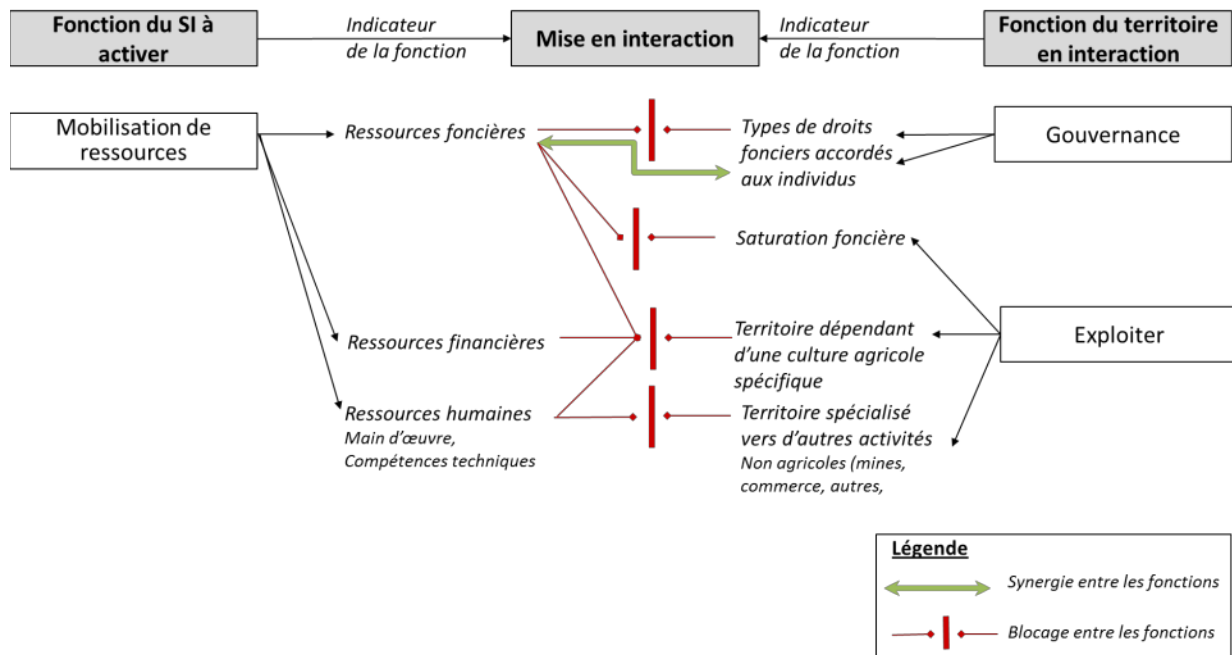 Fonction du SI à
activer
Indicateur
de la fonction
Mise en interaction
Indicateur
de la fonction
Fonction du territoire
en interaction
Mobilisation de
ressources
Ressources foncières
Types de droits
fonciers accordés
aux individus
Gouvernance
Saturation foncière
Ressources financières
Territoire dépendant
d'une culture agricole
spécifique
Exploiter
Ressources humaines
Main d'œuvre,
Compétences techniques
Territoire spécialisé
vers d'autres activités
Non agricoles (mines,
commerce, autres,
Légende
Synergie entre les fonctions
Blocage entre les fonctions